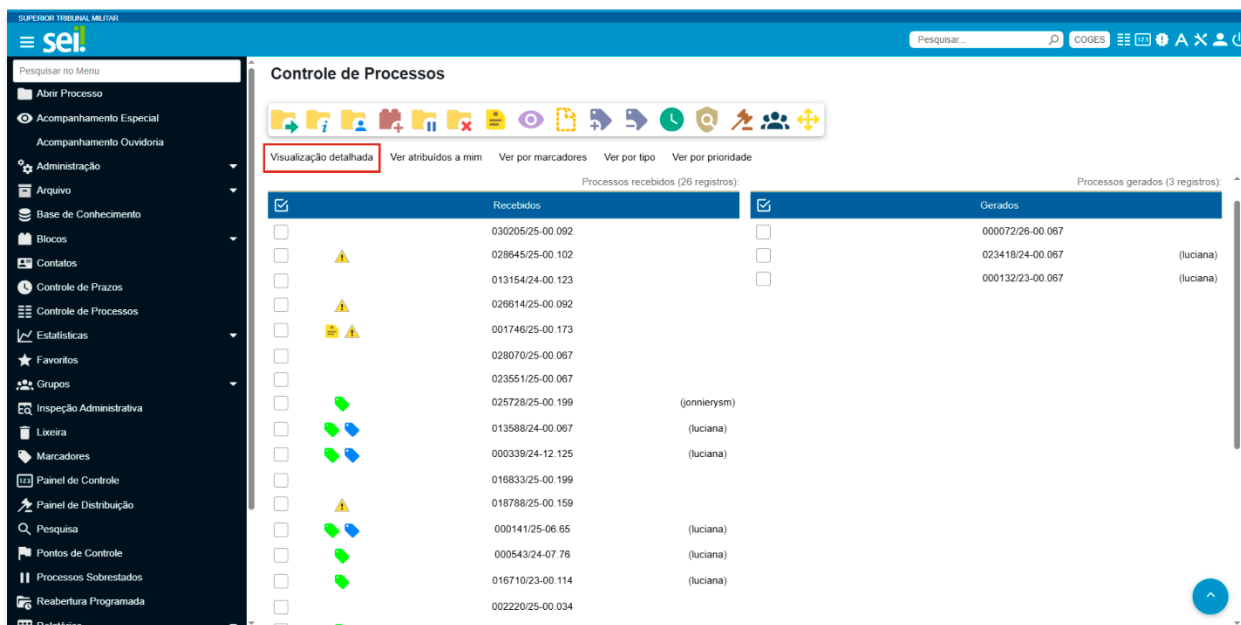 SUPERIOR TRIBUNAL MILITAR
sei!
Pesquisar...
COGES
Pesquisar no Menu
Abrir Processo
Acompanhamento Especial
Acompanhamento Ouvidoria
Administração
Arquivo
Base de Conhecimento
Blocos
Contatos
Controle de Prazos
Controle de Processos
Estatísticas
Favoritos
Grupos
Inspeção Administrativa
Lixeira
Marcadores
Painel de Controle
Painel de Distribuição
Pesquisa
Pontos de Controle
Processos Sobrestados
Reabertura Programada
Relatórios
Controle de Processos
Visualização detalhada Ver atribuídos a mim Ver por marcadores Ver por tipo Ver por prioridade
Processos recebidos (26 registros):
Recebidos
030205/25-00.092
028645/25-00.102
013154/24-00.123
026614/25-00.092
001746/25-00.173
028070/25-00.067
023551/25-00.067
025728/25-00.199 (jonnierysm)
013588/24-00.067 (luciana)
000339/24-12.125 (luciana)
016833/25-00.199
018788/25-00.159
000141/25-06.65 (luciana)
000543/24-07.76 (luciana)
016710/23-00.114 (luciana)
002220/25-00.034
Processos gerados (3 registros):
Gerados
000072/26-00.067
023418/24-00.067 (luciana)
000132/23-00.067 (luciana)